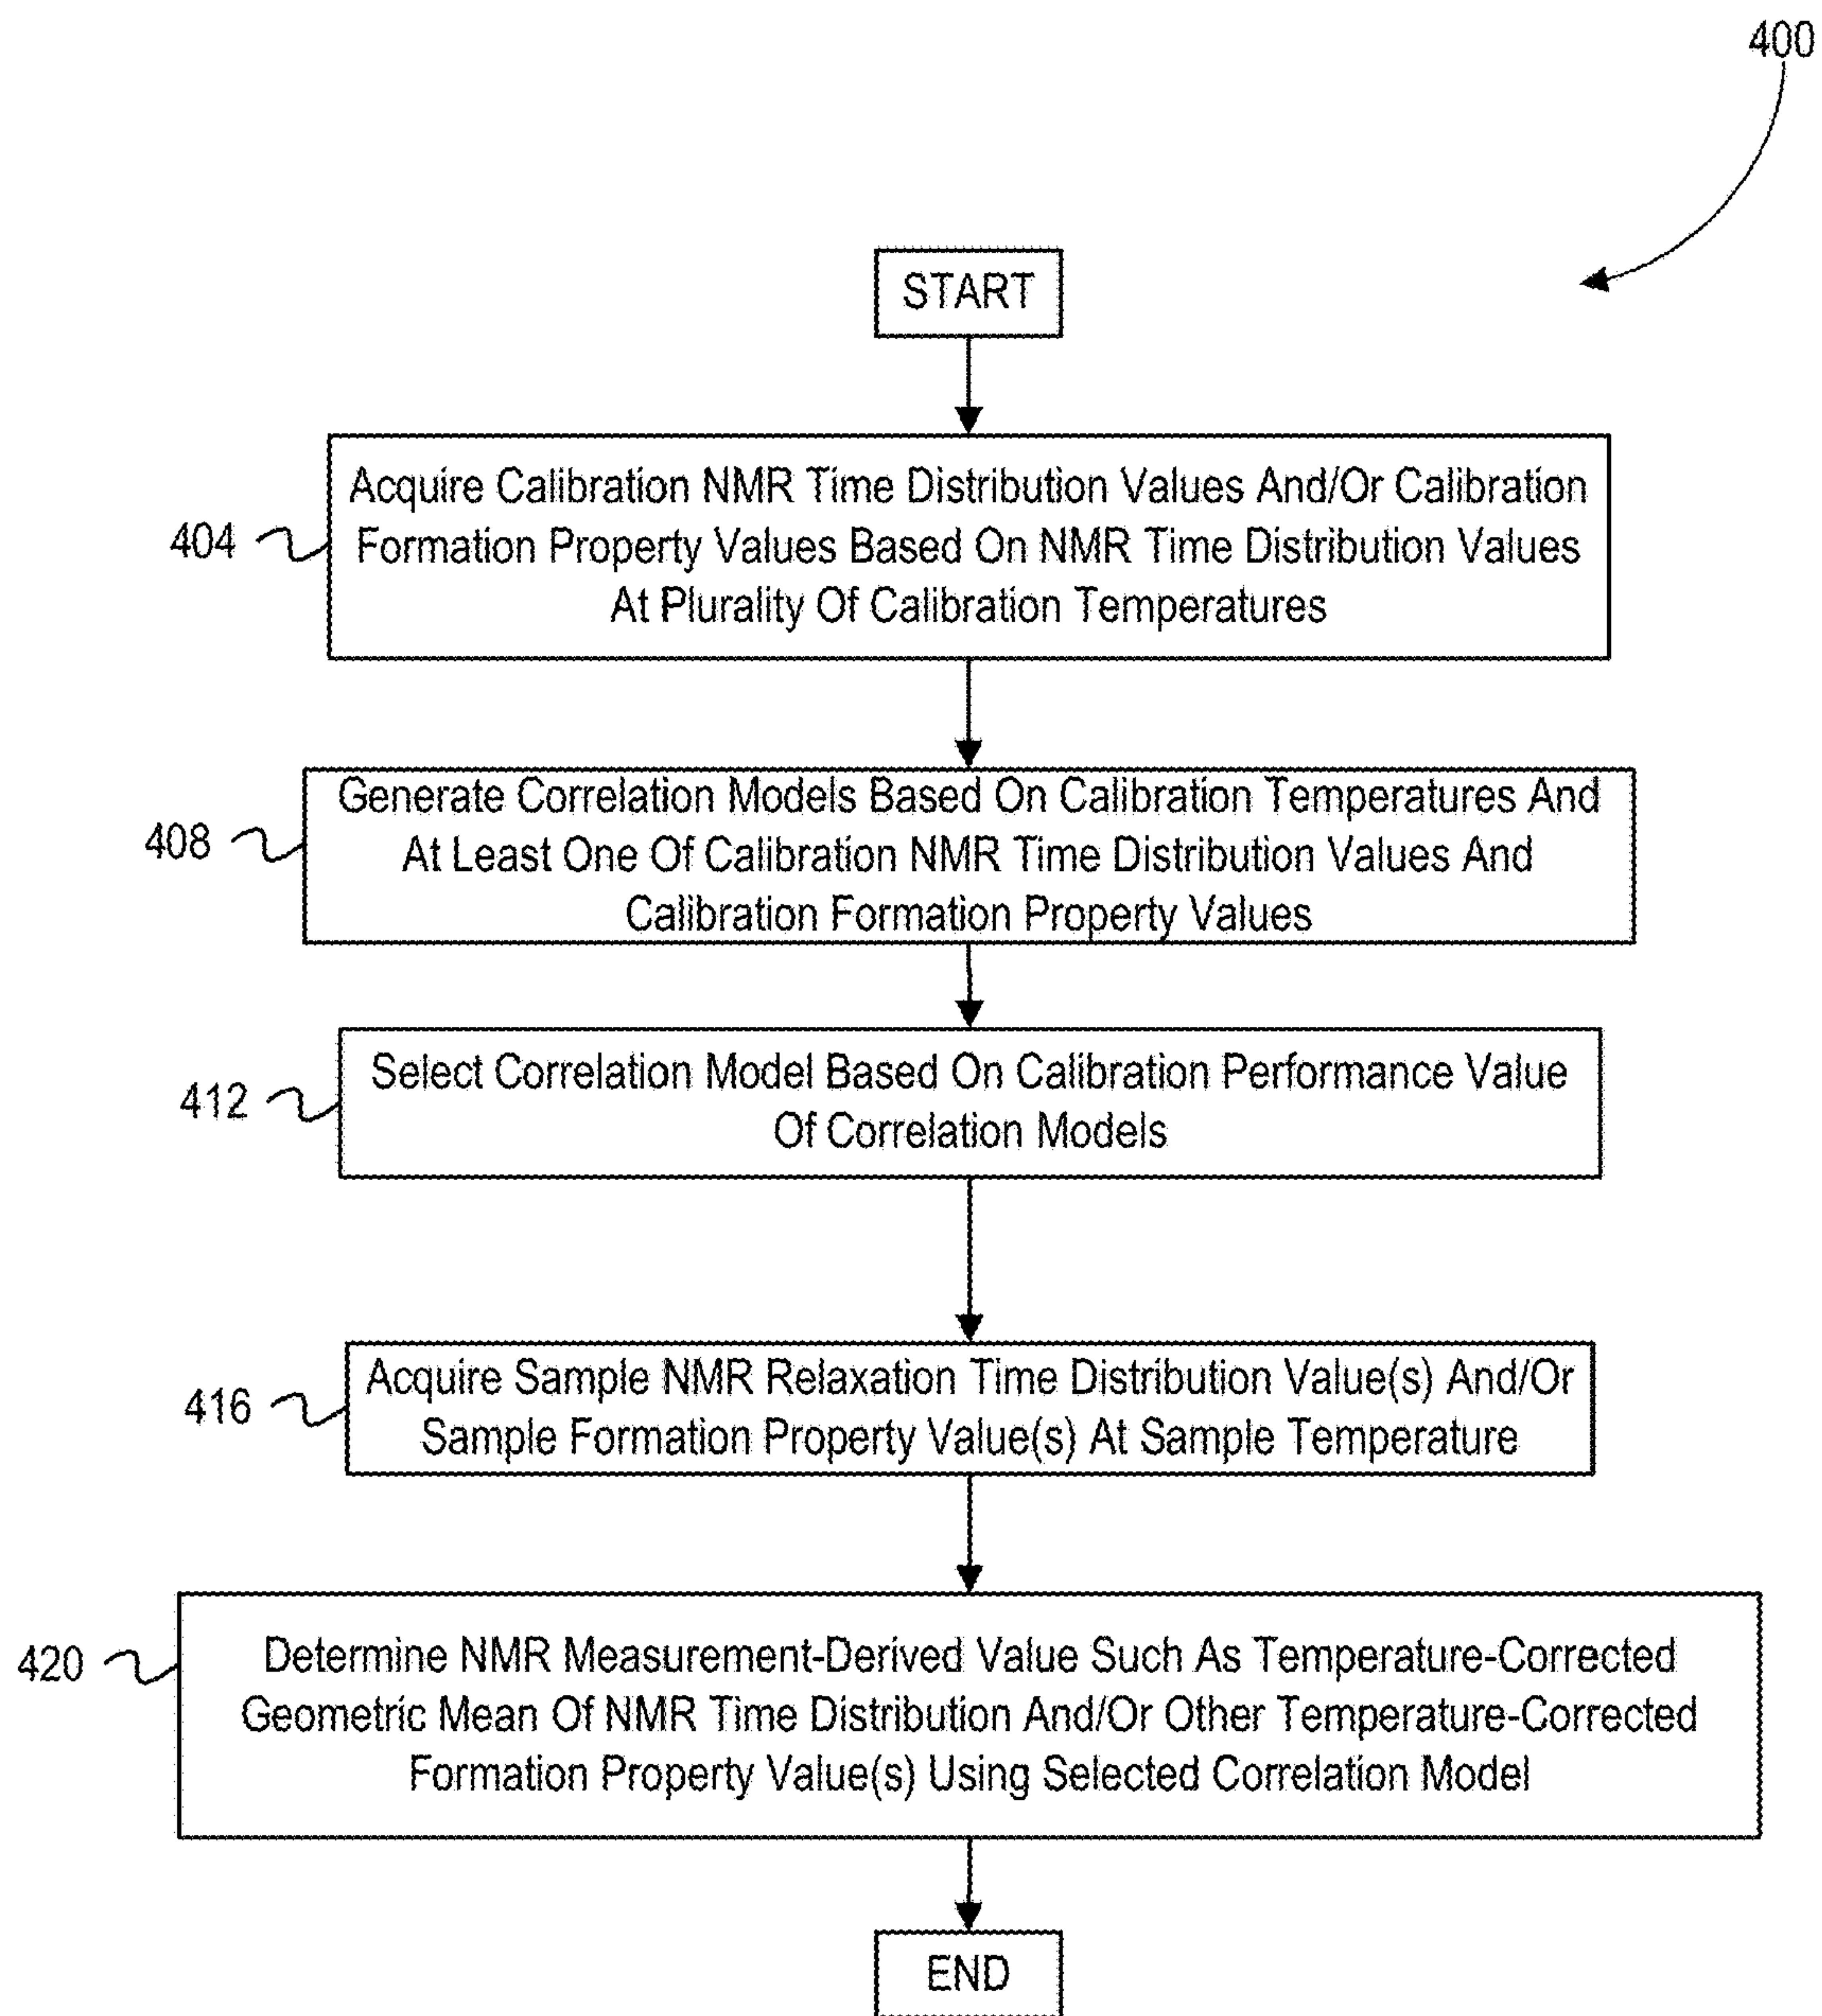 400
START
404
Acquire Calibration NMR Time Distribution Values And/Or Calibration
Formation Property Values Based On NMR Time Distribution Values
At Plurality Of Calibration Temperatures
408
Generate Correlation Models Based On Calibration Temperatures And
At Least One Of Calibration NMR Time Distribution Values And
Calibration Formation Property Values
412
Select Correlation Model Based On Calibration Performance Value
Of Correlation Models
416
Acquire Sample NMR Relaxation Time Distribution Value(s) And/Or
Sample Formation Property Value(s) At Sample Temperature
420
Determine NMR Measurement-Derived Value Such As Temperature-Corrected
Geometric Mean Of NMR Time Distribution And/Or Other Temperature-Corrected
Formation Property Value(s) Using Selected Correlation Model
END